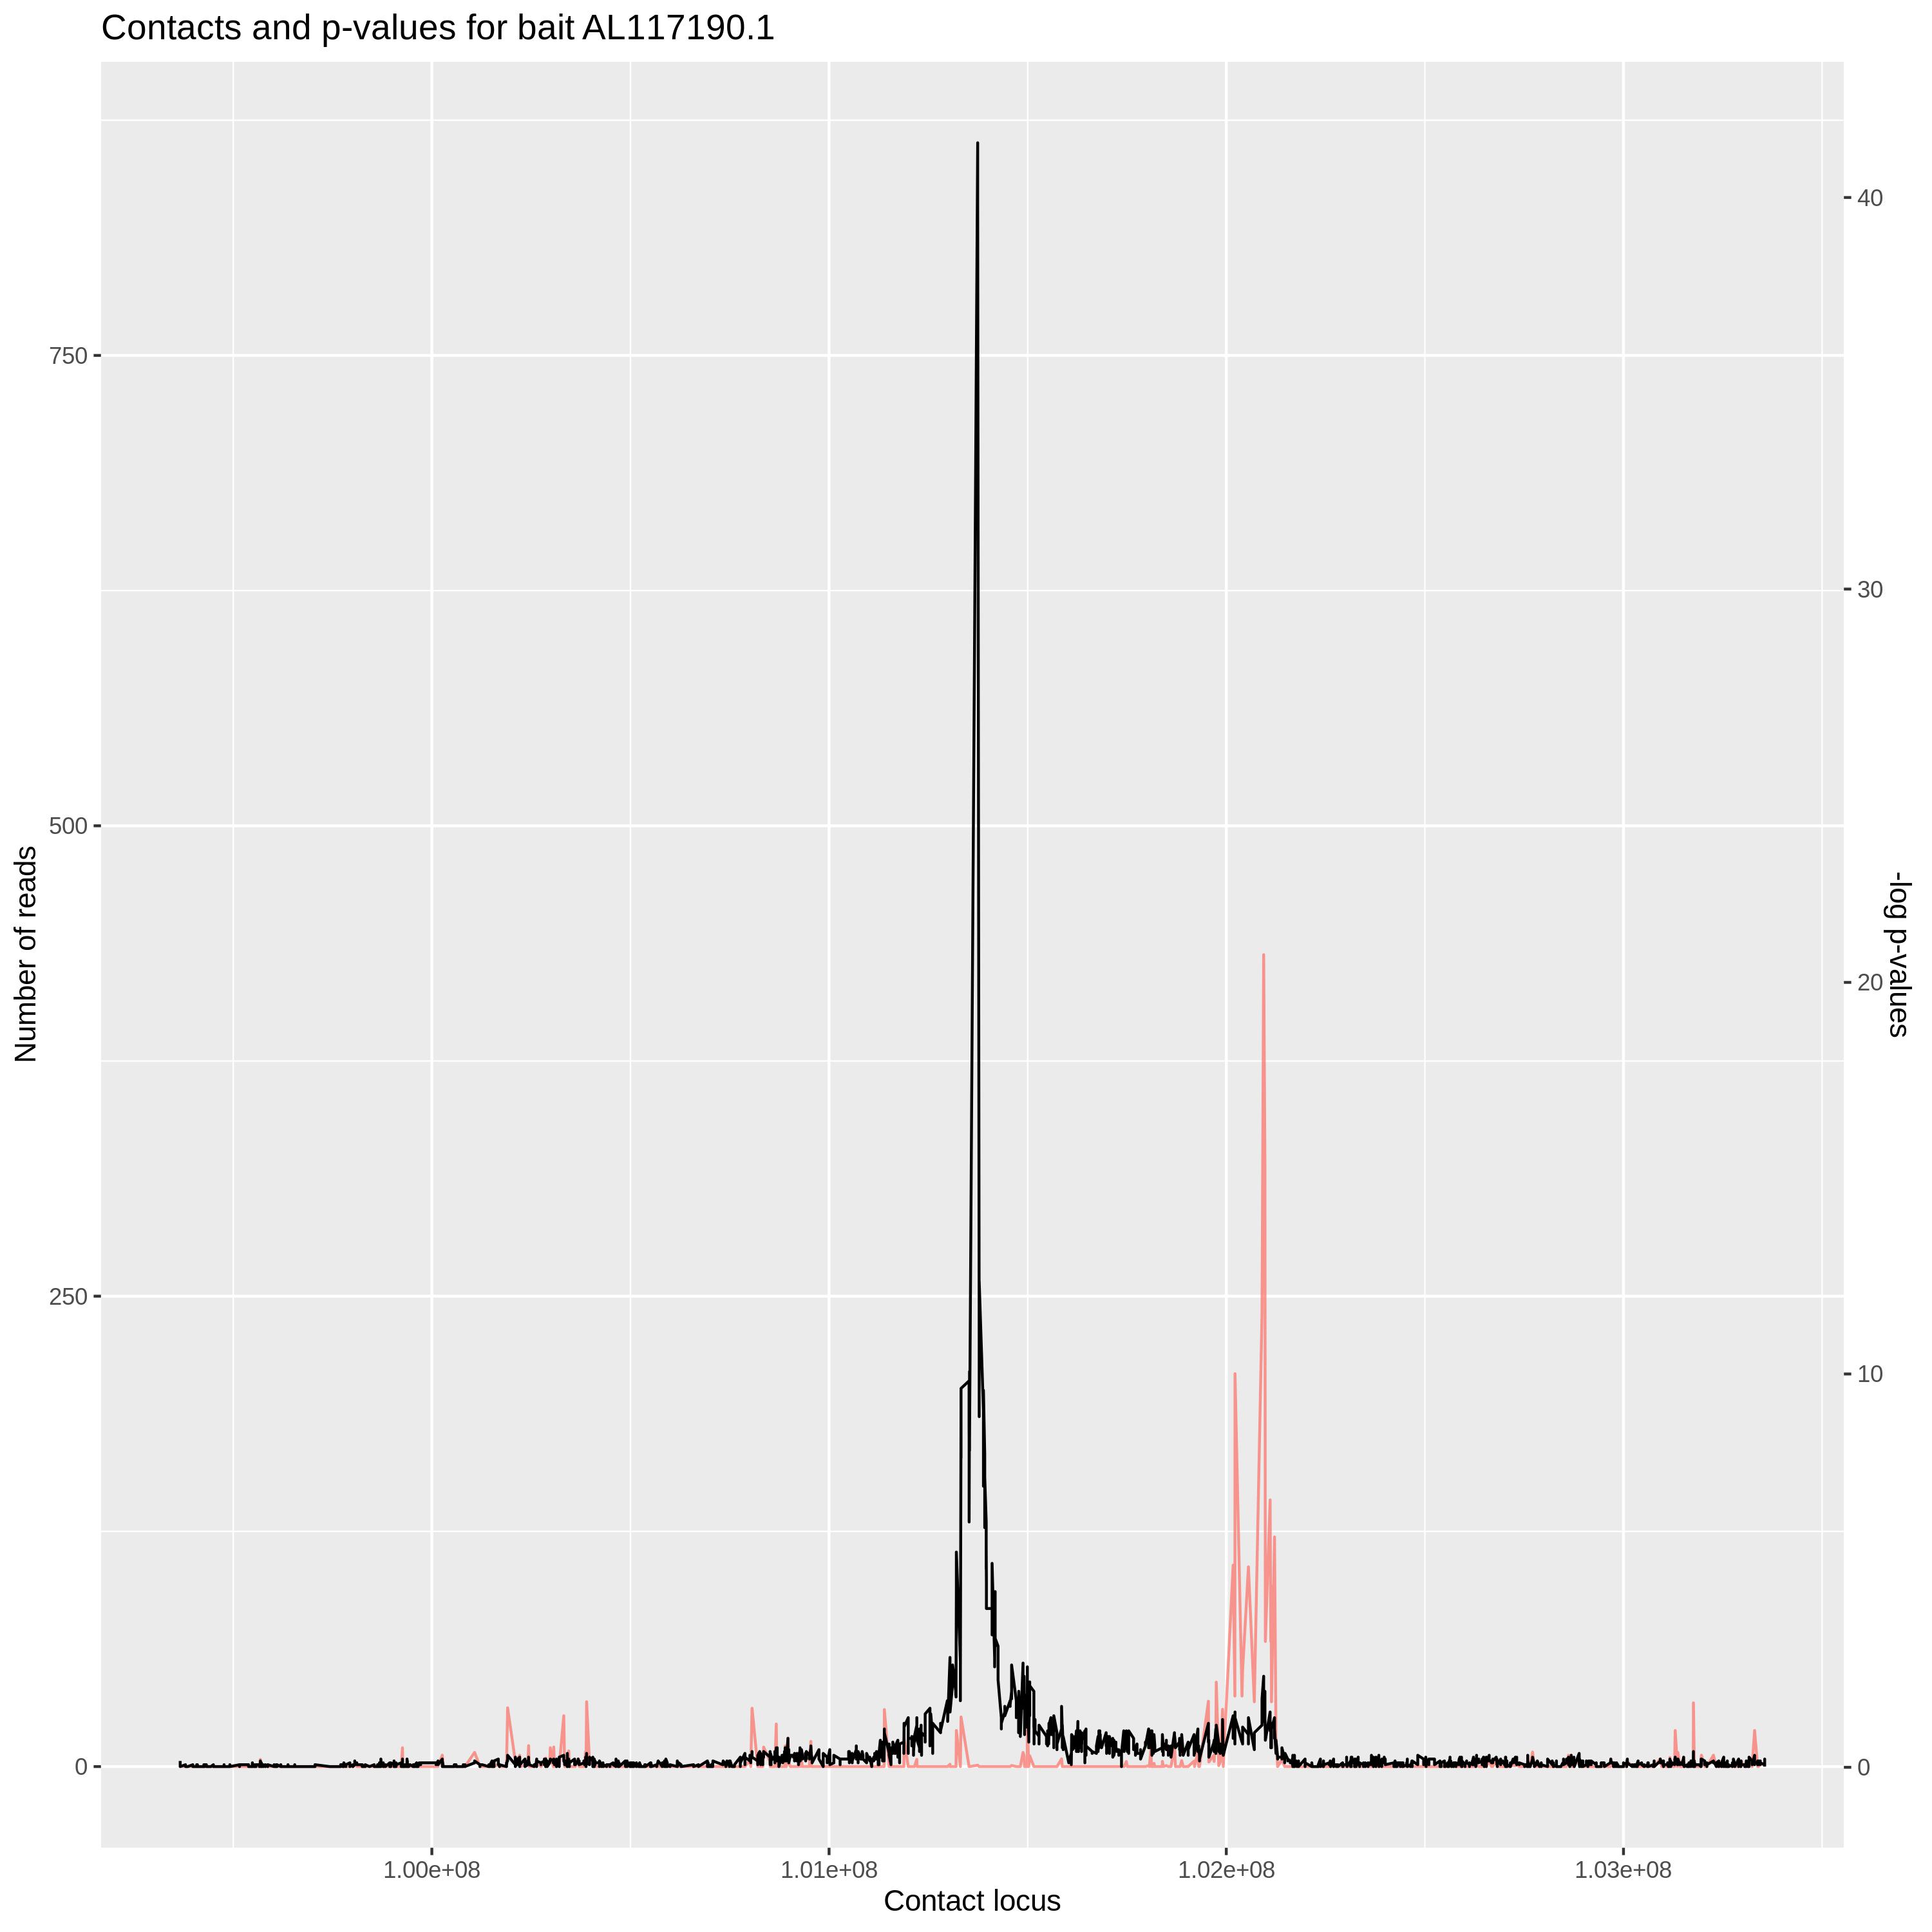 Contacts and p-values for bait AL117190.1
750
500
250
0
Number of reads
40
30
20
10
0
-log p-values
1.00e+08
1.01e+08
1.02e+08
1.03e+08
Contact locus